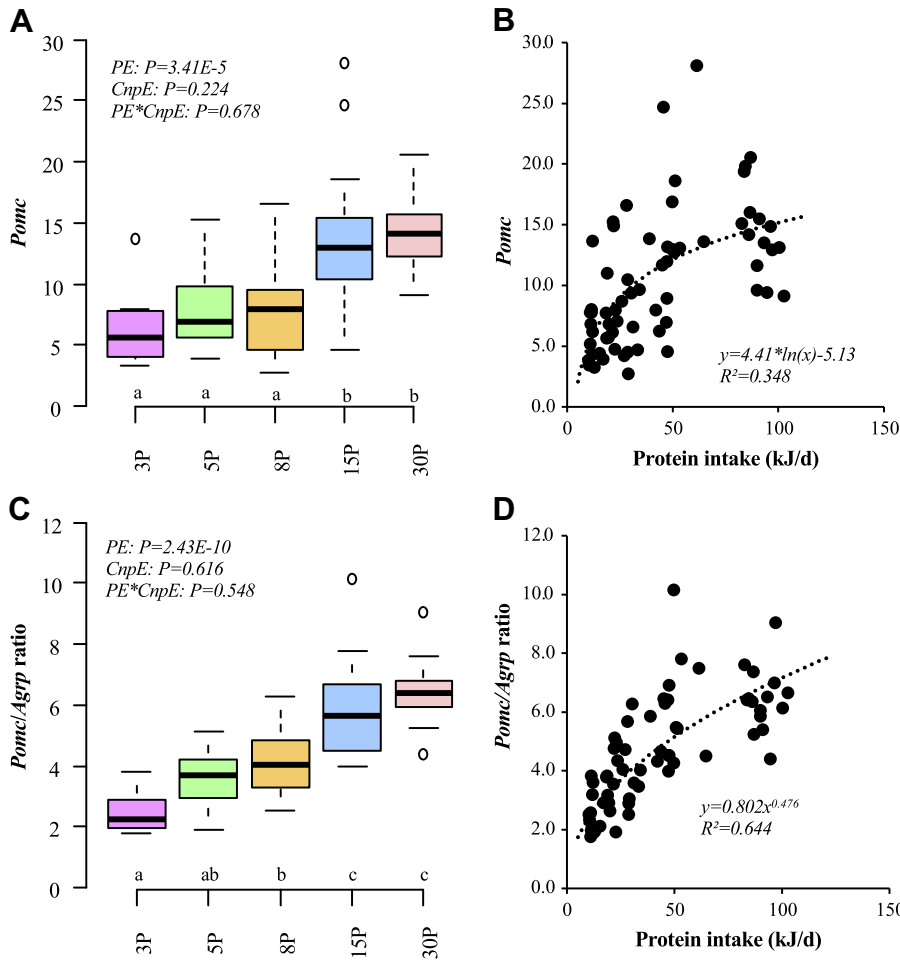 A
30
25
20
15
10
5
0
Pomc
PE: P=3.41E-5
CnpE: P=0.224
PE*CnpE: P=0.678
a a a b b
3P 5P 8P 15P 30P
B
30.0
25.0
20.0
15.0
10.0
5.0
0.0
Pomc
y=4.41*ln(x)-5.13
R²=0.348
0 50 100 150
Protein intake (kJ/d)
C
12
10
8
6
4
2
0
Pomc/Agrp ratio
PE: P=2.43E-10
CnpE: P=0.616
PE*CnpE: P=0.548
a ab b c c
3P 5P 8P 15P 30P
D
12.0
10.0
8.0
6.0
4.0
2.0
0.0
Pomc/Agrp ratio
y=0.802x^0.476
R²=0.644
0 50 100 150
Protein intake (kJ/d)